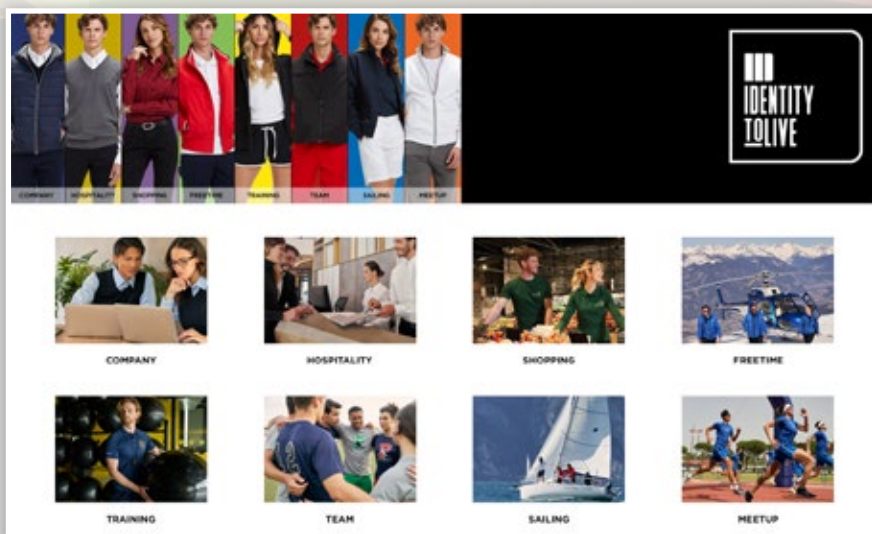 IDENTITY
TOLIVE
COMPANY HOSPITALITY SHOPPING FREETIME TRAINING TEAM SAILING MEETUP
COMPANY HOSPITALITY SHOPPING FREETIME
TRAINING TEAM SAILING MEETUP